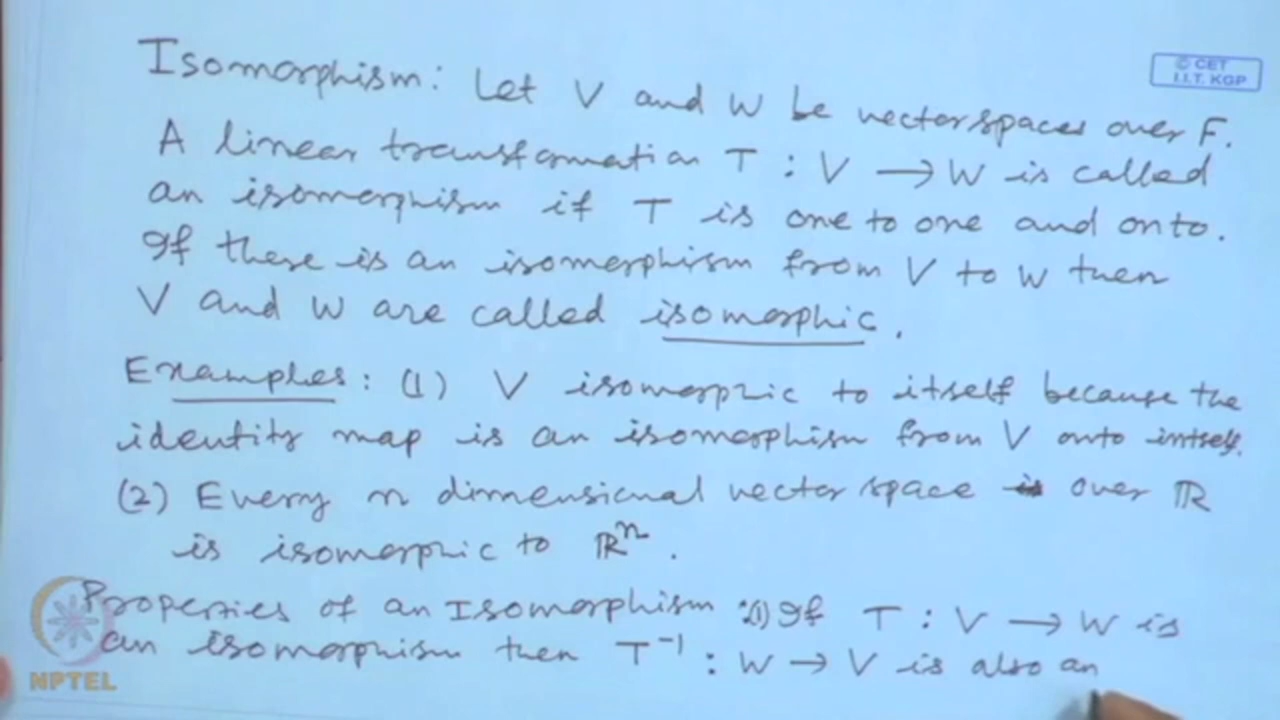 Isomorphism: Let V and W be vector spaces over F.
© CET
I.I.T. KGP
A linear transformation T : V → W is called
an isomorphism if T is one to one and onto.
If there is an isomorphism from V to W then
V and W are called isomorphic.
Examples: (1) V isomorphic to itself because the
identity map is an isomorphism from V onto intself.
(2) Every n dimensional vector space over ℝ
is isomorphic to ℝⁿ.
Properties of an Isomorphism : (1) If T : V → W is
an isomorphism then T⁻¹ : W → V is also an
NPTEL